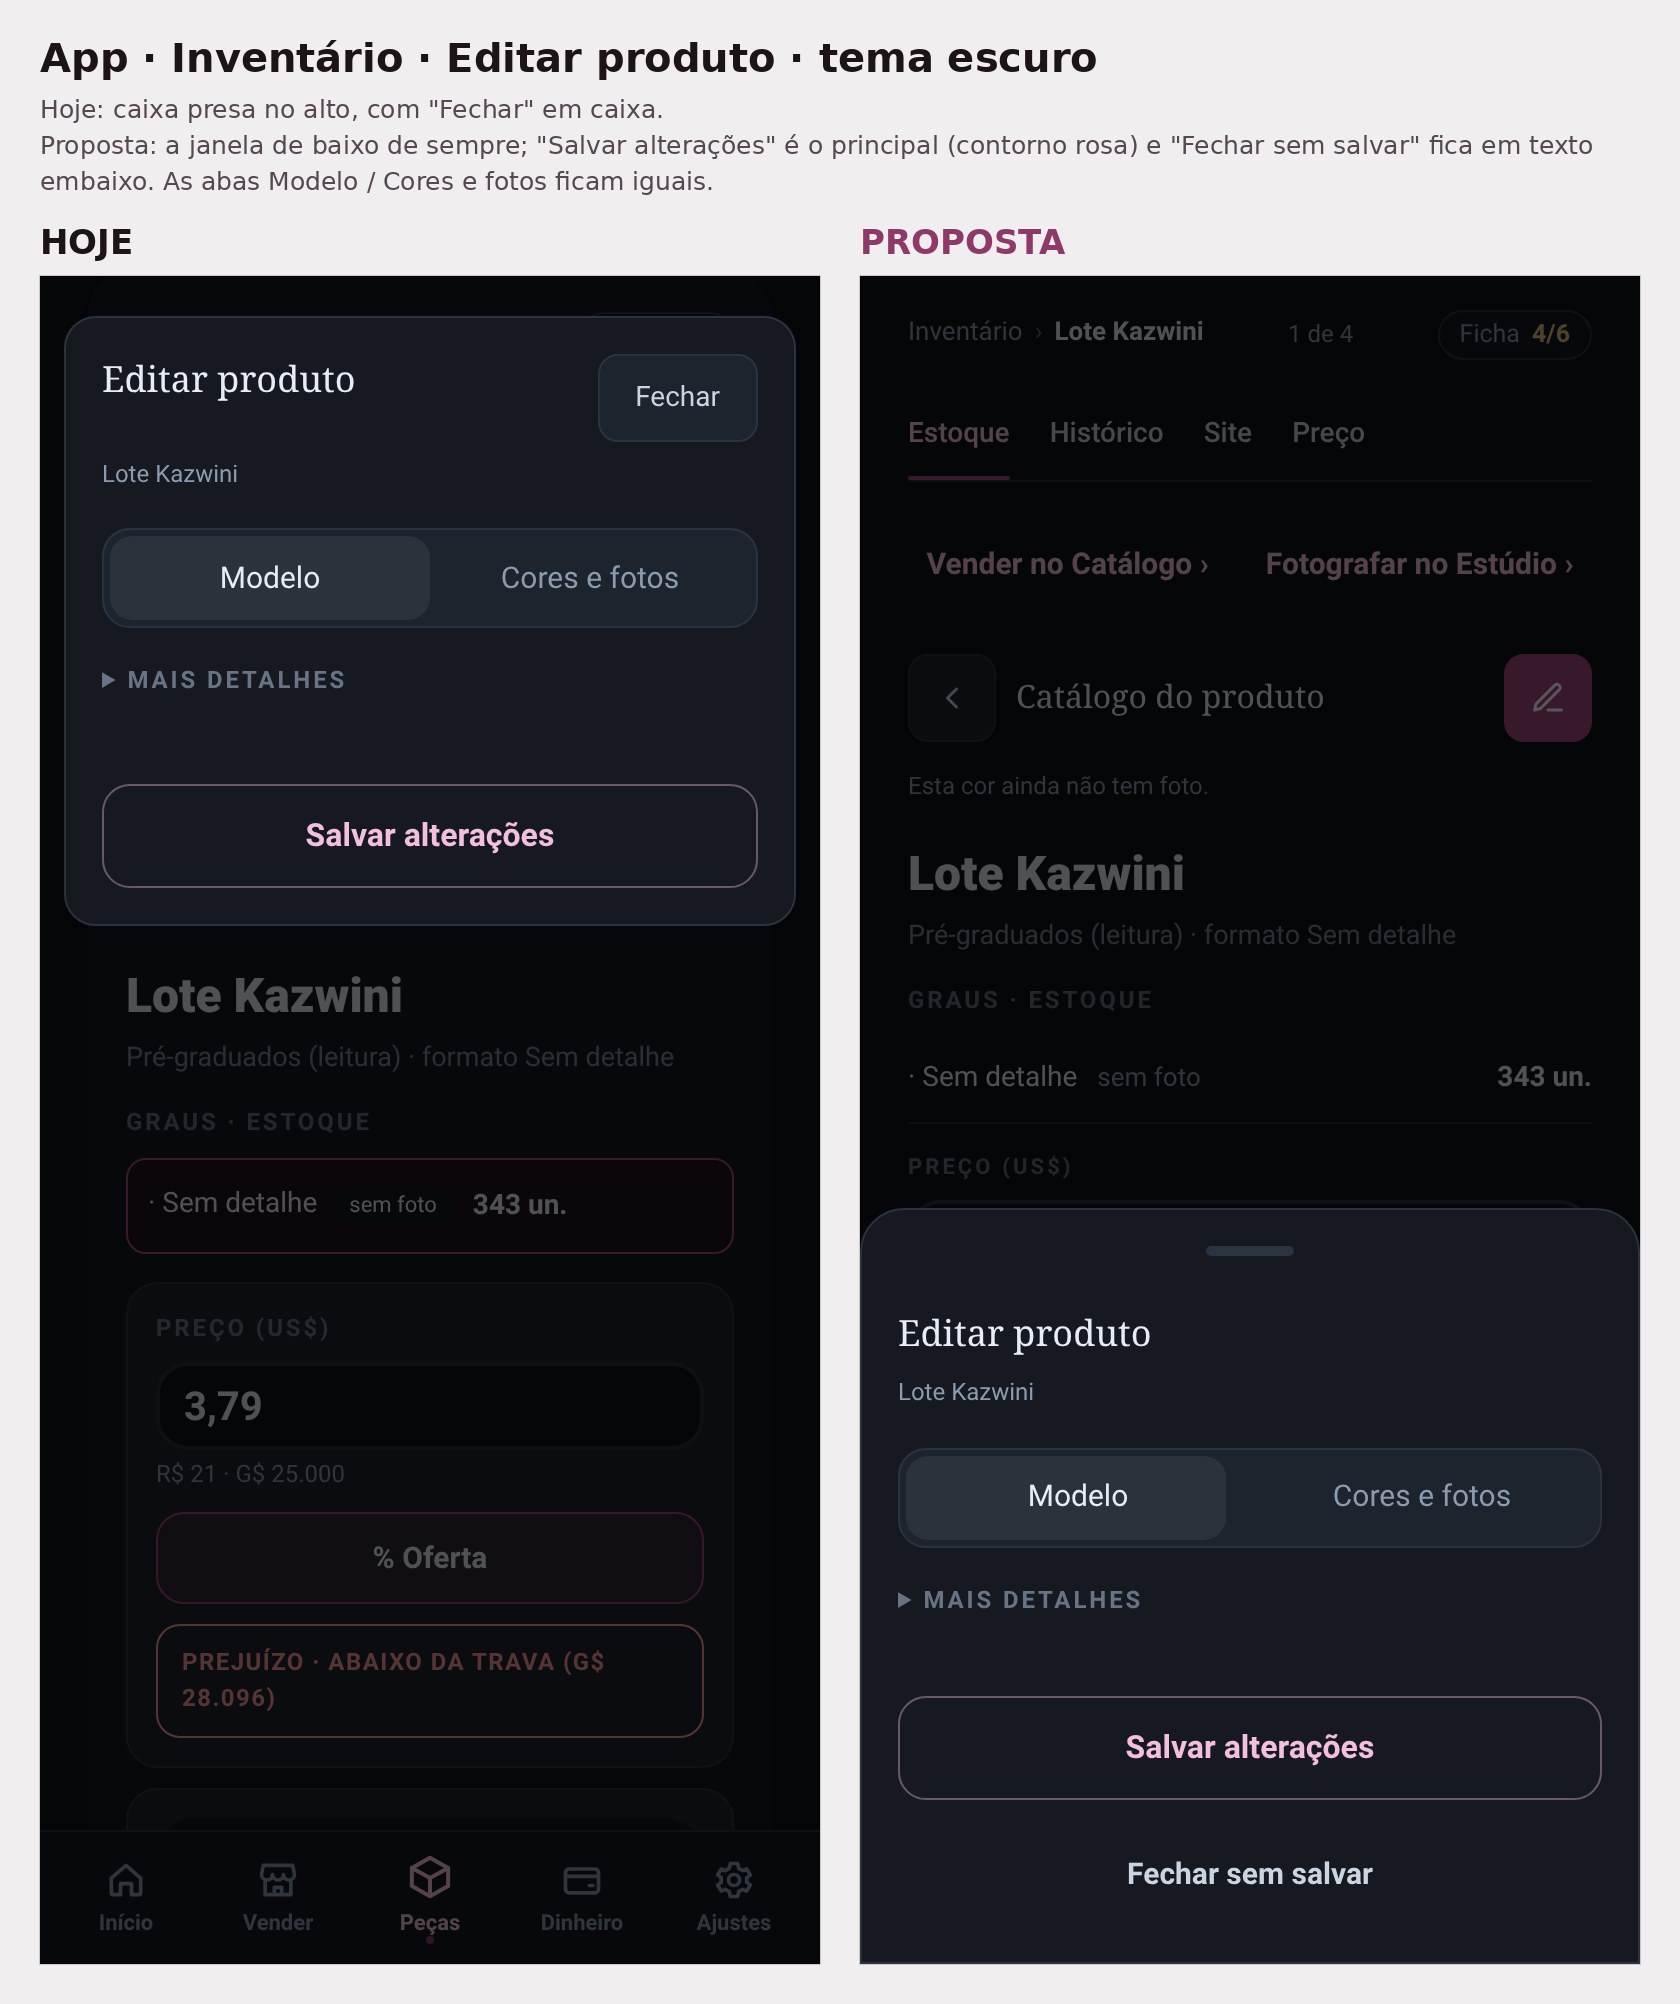 App · Inventário · Editar produto · tema escuro
Hoje: caixa presa no alto, com "Fechar" em caixa.
Proposta: a janela de baixo de sempre; "Salvar alterações" é o principal (contorno rosa) e "Fechar sem salvar" fica em texto
embaixo. As abas Modelo / Cores e fotos ficam iguais.
HOJE
Editar produto
Fechar
Lote Kazwini
Modelo
Cores e fotos
MAIS DETALHES
Salvar alterações
Lote Kazwini
Pré-graduados (leitura) · formato Sem detalhe
GRAUS · ESTOQUE
· Sem detalhe sem foto 343 un.
PREÇO (US$)
3,79
R$ 21 · G$ 25.000
% Oferta
PREJUÍZO · ABAIXO DA TRAVA (G$
28.096)
Início
Vender
Peças
Dinheiro
Ajustes
PROPOSTA
Inventário › Lote Kazwini 1 de 4 Ficha 4/6
Estoque Histórico Site Preço
Vender no Catálogo › Fotografar no Estúdio ›
Catálogo do produto
Esta cor ainda não tem foto.
Lote Kazwini
Pré-graduados (leitura) · formato Sem detalhe
GRAUS · ESTOQUE
· Sem detalhe sem foto 343 un.
PREÇO (US$)
Editar produto
Lote Kazwini
Modelo
Cores e fotos
MAIS DETALHES
Salvar alterações
Fechar sem salvar